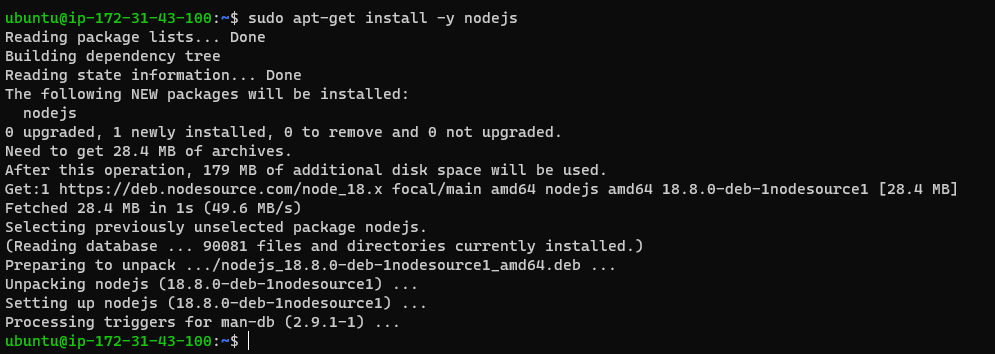 ubuntu@ip-172-31-43-100:~$ sudo apt-get install -y nodejs
Reading package lists... Done
Building dependency tree
Reading state information... Done
The following NEW packages will be installed:
  nodejs
0 upgraded, 1 newly installed, 0 to remove and 0 not upgraded.
Need to get 28.4 MB of archives.
After this operation, 179 MB of additional disk space will be used.
Get:1 https://deb.nodesource.com/node_18.x focal/main amd64 nodejs amd64 18.8.0-deb-1nodesource1 [28.4 MB]
Fetched 28.4 MB in 1s (49.6 MB/s)
Selecting previously unselected package nodejs.
(Reading database ... 90081 files and directories currently installed.)
Preparing to unpack .../nodejs_18.8.0-deb-1nodesource1_amd64.deb ...
Unpacking nodejs (18.8.0-deb-1nodesource1) ...
Setting up nodejs (18.8.0-deb-1nodesource1) ...
Processing triggers for man-db (2.9.1-1) ...
ubuntu@ip-172-31-43-100:~$